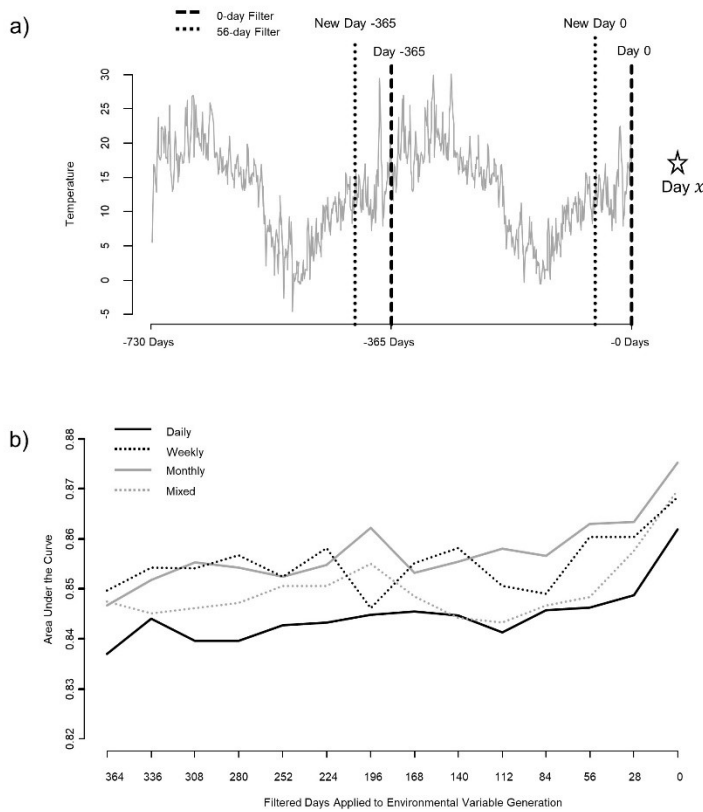 a)
0-day Filter
56-day Filter
New Day -365
New Day 0
Day -365
Day 0
30
25
20
15
10
5
0
-5
Temperature
Day x
-730 Days
-365 Days
-0 Days
b)
Daily
Weekly
Monthly
Mixed
0.88
0.87
0.86
0.85
0.84
0.83
0.82
Area Under the Curve
364 336 308 280 252 224 196 168 140 112 84 56 28 0
Filtered Days Applied to Environmental Variable Generation